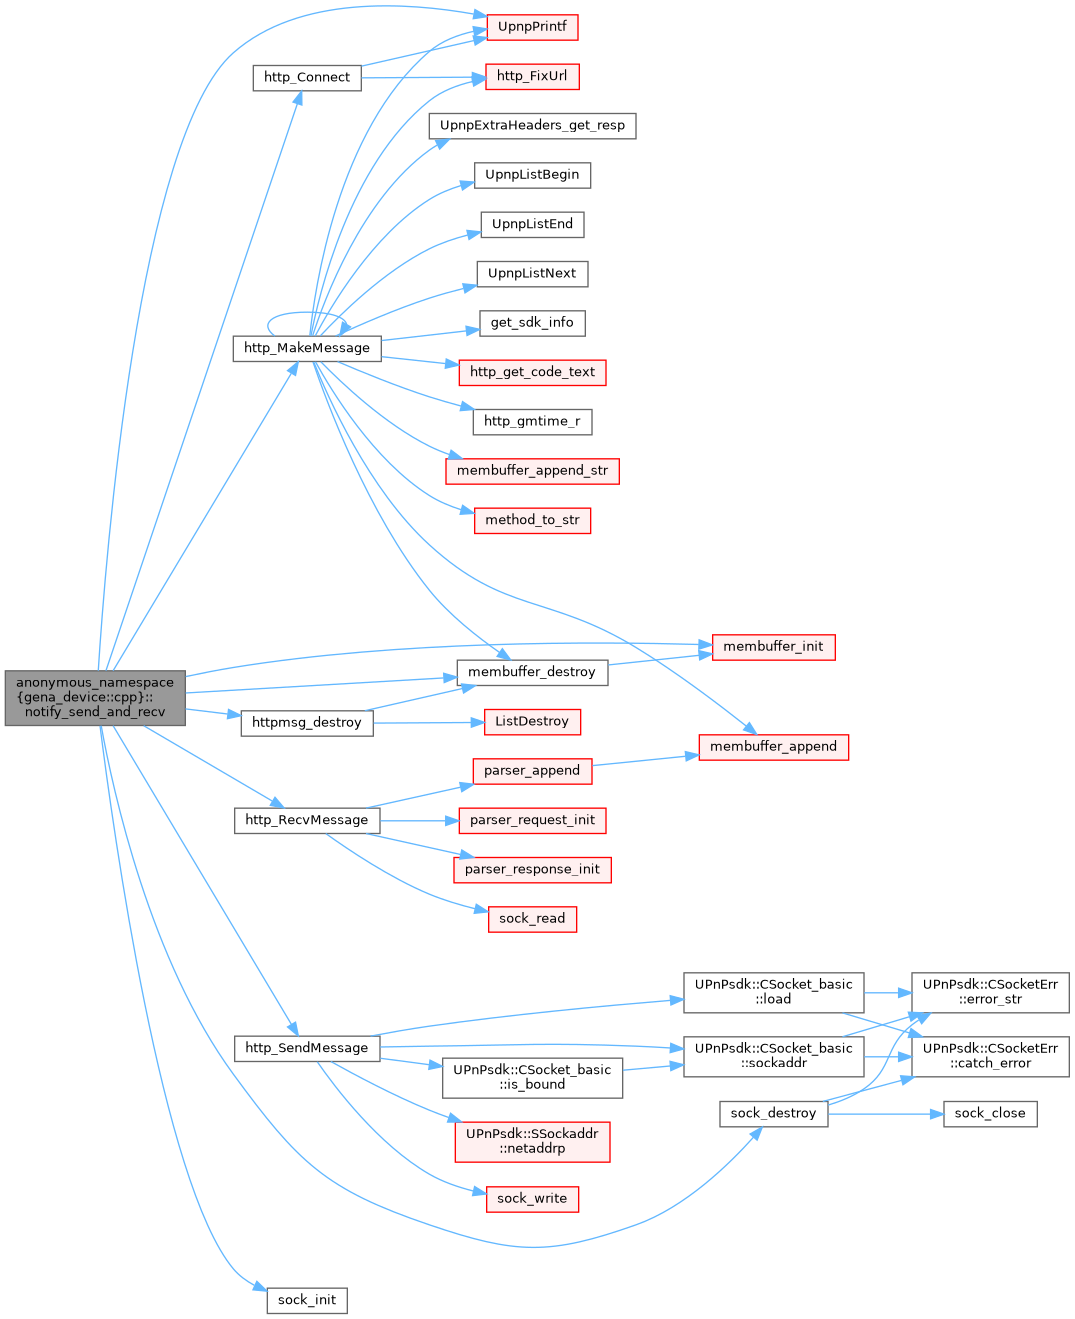 UpnpPrintf
http_Connect
http_FixUrl
UpnpExtraHeaders_get_resp
UpnpListBegin
UpnpListEnd
UpnpListNext
get_sdk_info
http_MakeMessage
http_get_code_text
http_gmtime_r
membuffer_append_str
method_to_str
membuffer_init
membuffer_destroy
anonymous_namespace
{gena_device::cpp}::
notify_send_and_recv
httpmsg_destroy
ListDestroy
membuffer_append
parser_append
http_RecvMessage
parser_request_init
parser_response_init
sock_read
UPnPsdk::CSocket_basic
::load
UPnPsdk::CSocketErr
::error_str
http_SendMessage
UPnPsdk::CSocket_basic
::sockaddr
UPnPsdk::CSocketErr
::catch_error
UPnPsdk::CSocket_basic
::is_bound
sock_destroy
sock_close
UPnPsdk::SSockaddr
::netaddrp
sock_write
sock_init